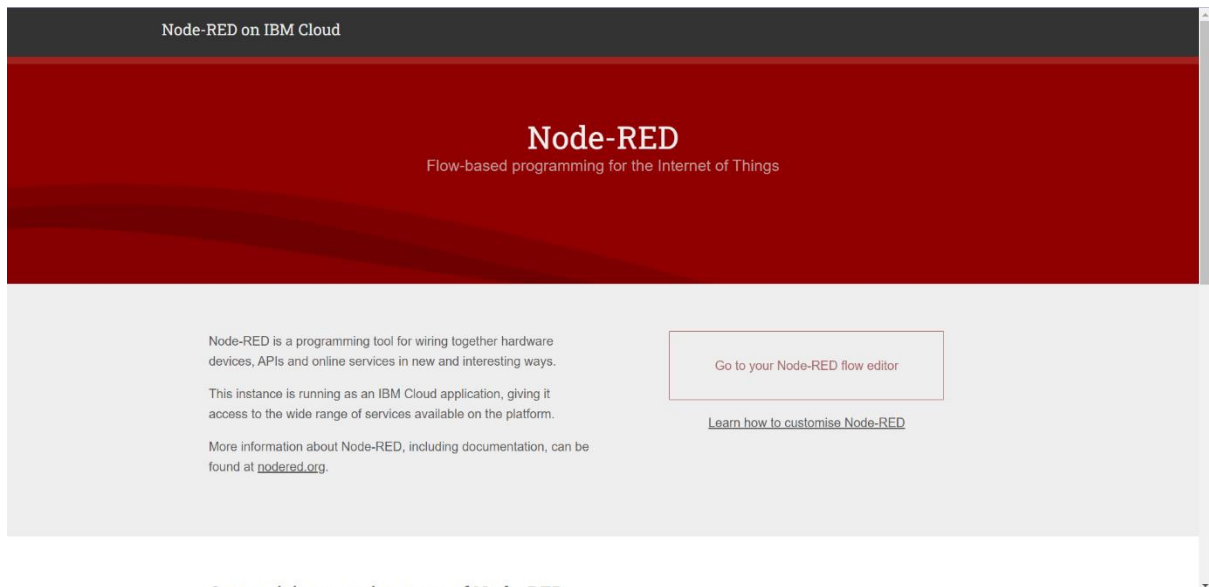 Node-RED on IBM Cloud
Node-RED
Flow-based programming for the Internet of Things
Node-RED is a programming tool for wiring together hardware
devices, APIs and online services in new and interesting ways.
This instance is running as an IBM Cloud application, giving it
access to the wide range of services available on the platform.
More information about Node-RED, including documentation, can be
found at nodered.org.
Go to your Node-RED flow editor
Learn how to customise Node-RED